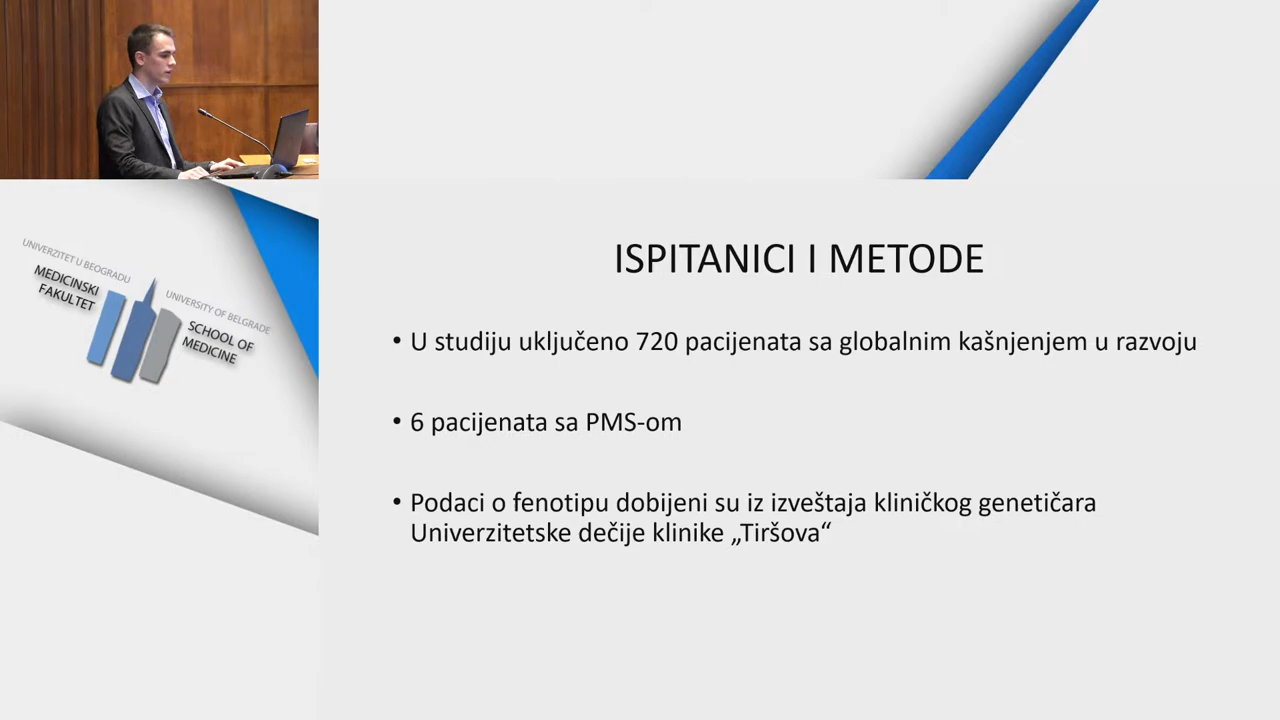 UNIVERZITET U BEOGRADU
MEDICINSKI
FAKULTET
UNIVERSITY OF BELGRADE
SCHOOL OF
MEDICINE
ISPITANICI I METODE
• U studiju uključeno 720 pacijenata sa globalnim kašnjenjem u razvoju
• 6 pacijenata sa PMS-om
• Podaci o fenotipu dobijeni su iz izveštaja kliničkog genetičara
Univerzitetske dečije klinike „Tiršova“